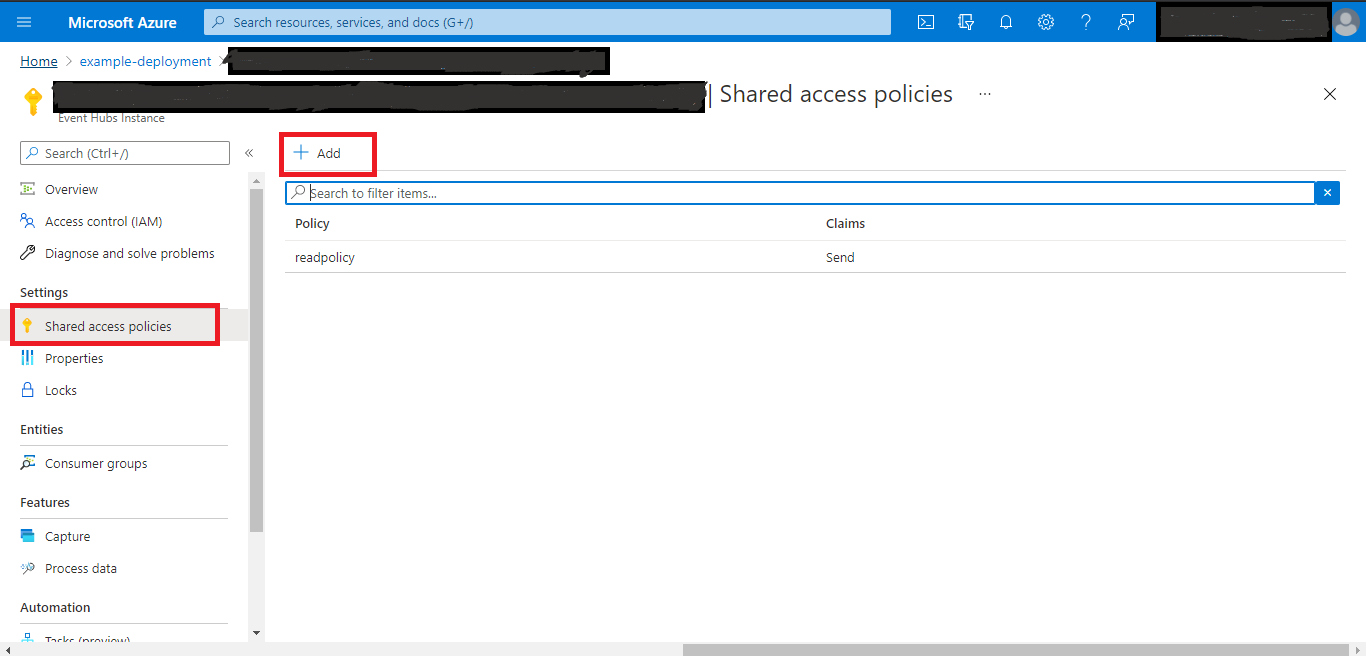 Microsoft Azure
Search resources, services, and docs (G+/)
Home > example-deployment >
| Shared access policies ...
Event Hubs Instance
Search (Ctrl+/)
«
+ Add
Overview
Search to filter items...
Access control (IAM)
Policy Claims
Diagnose and solve problems
readpolicy Send
Settings
Shared access policies
Properties
Locks
Entities
Consumer groups
Features
Capture
Process data
Automation
Tasks (preview)